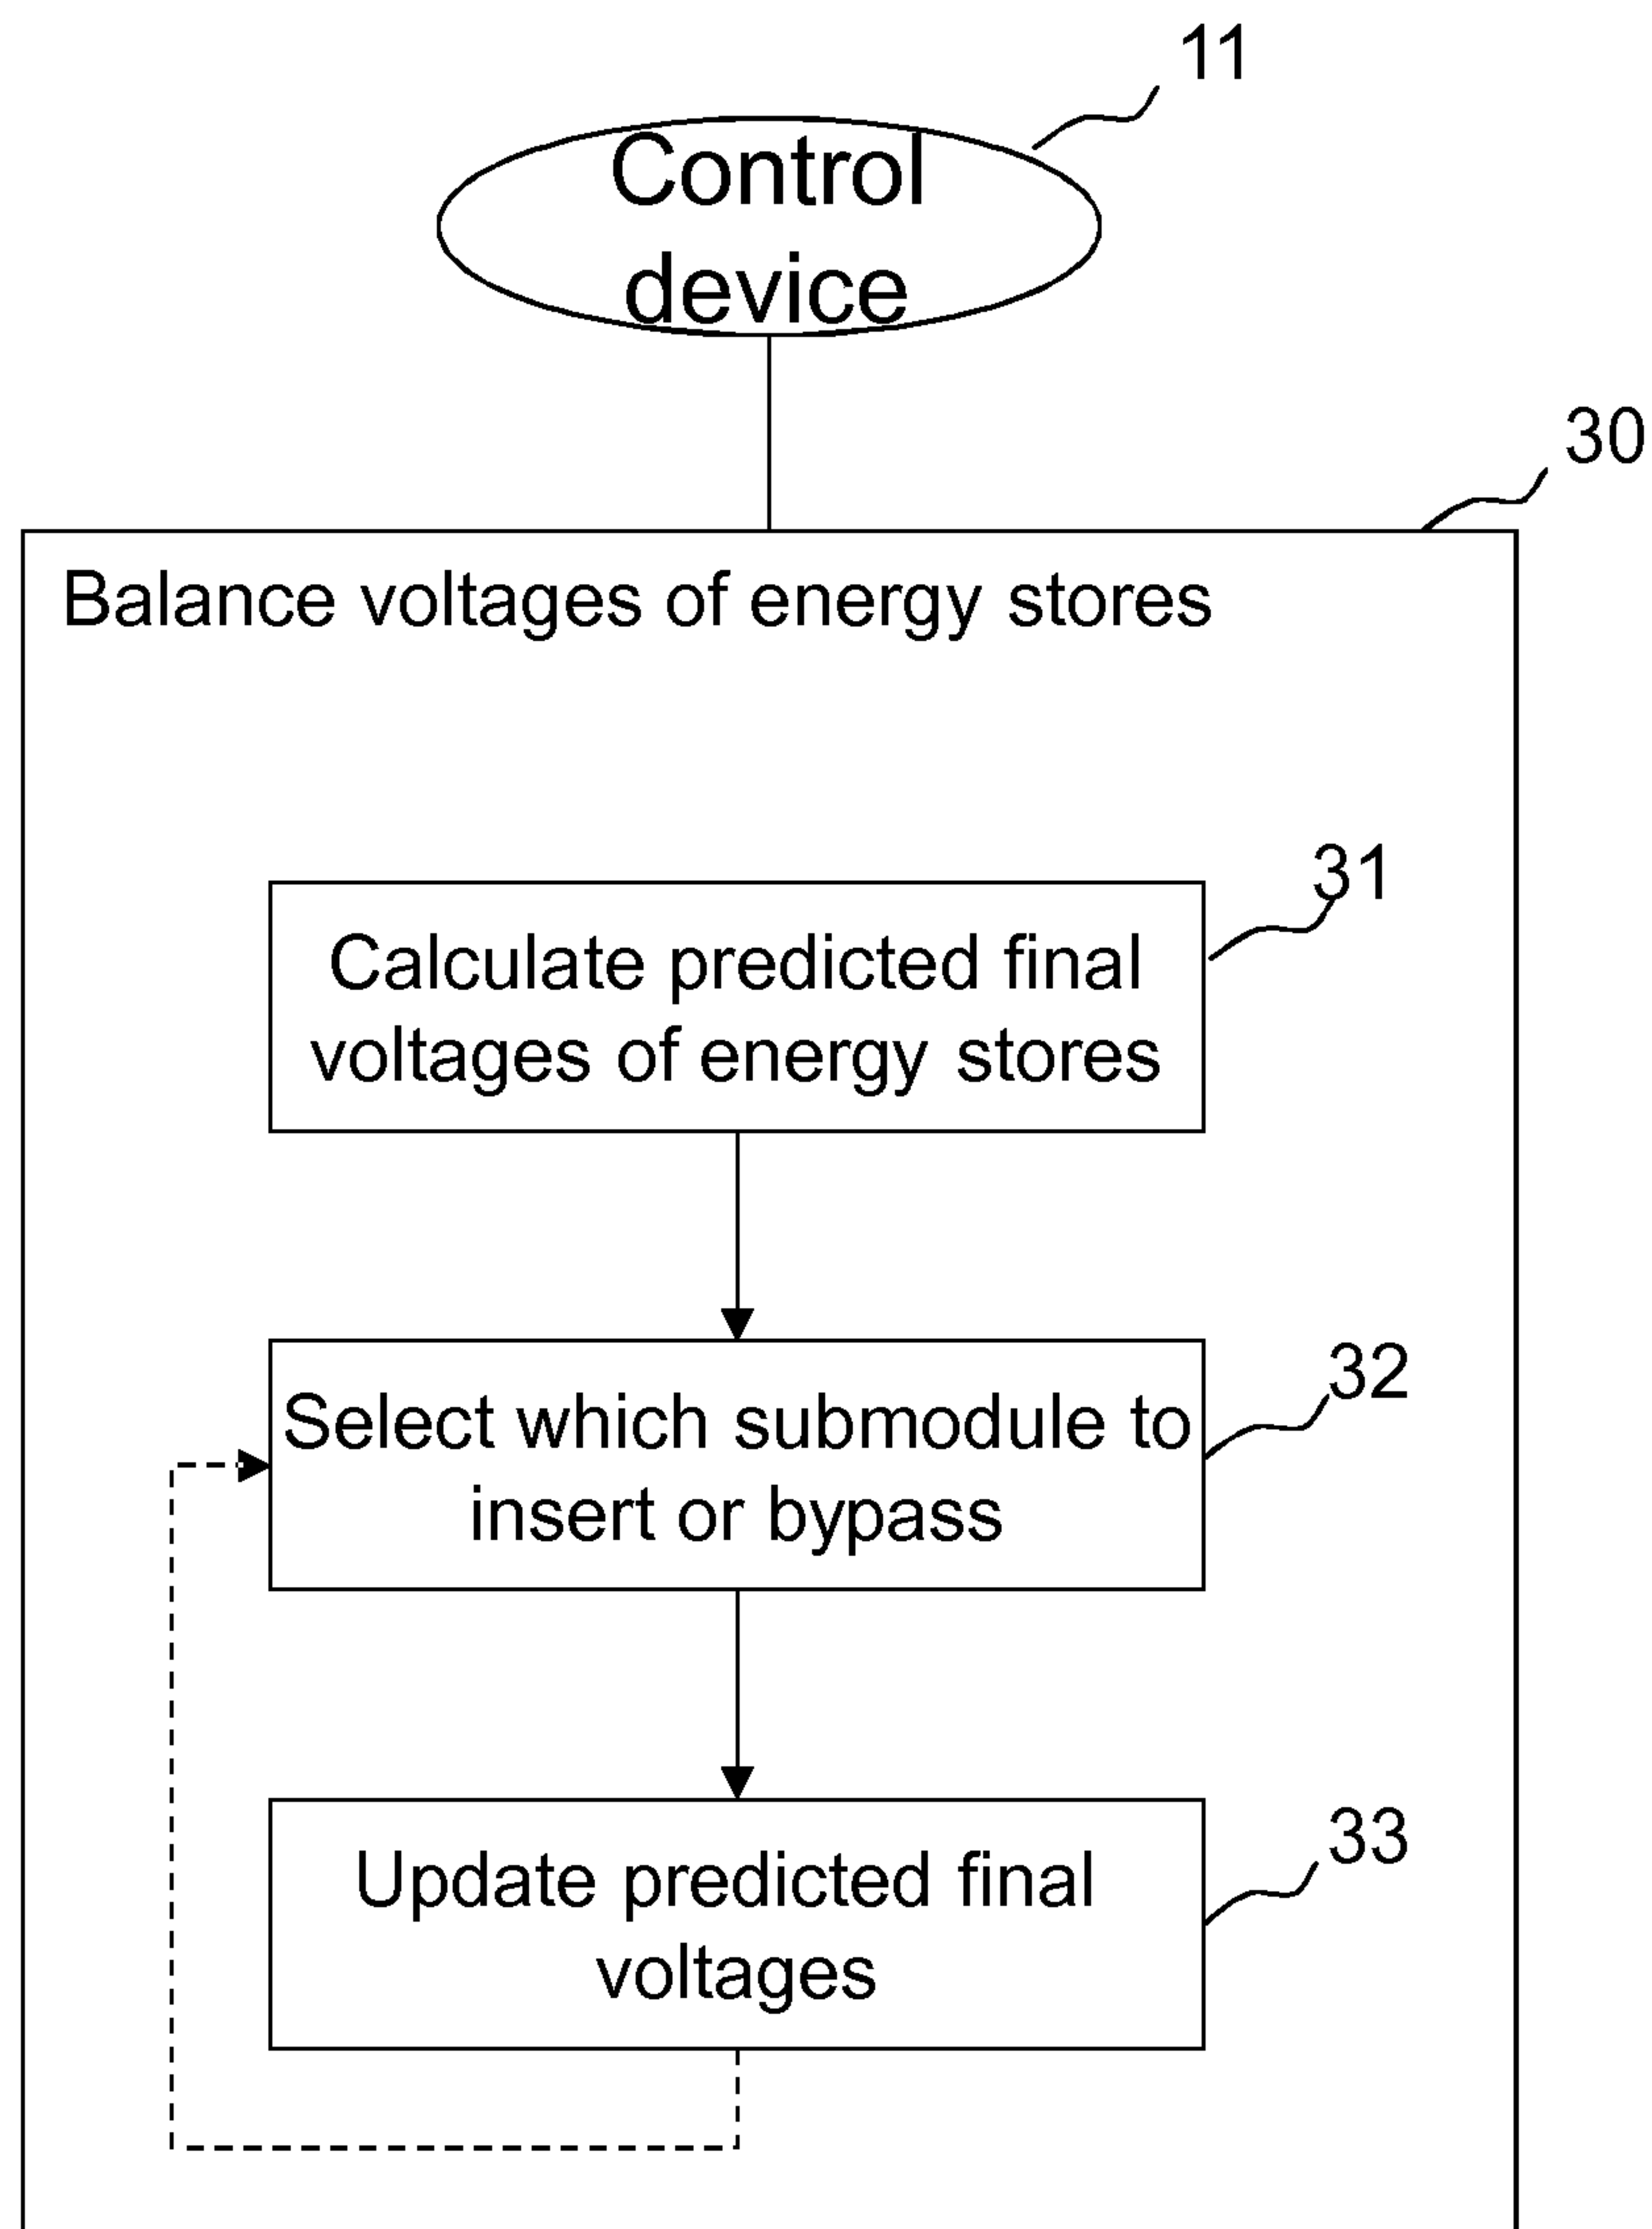 11
Control
device
30
Balance voltages of energy stores
31
Calculate predicted final
voltages of energy stores
32
Select which submodule to
insert or bypass
33
Update predicted final
voltages